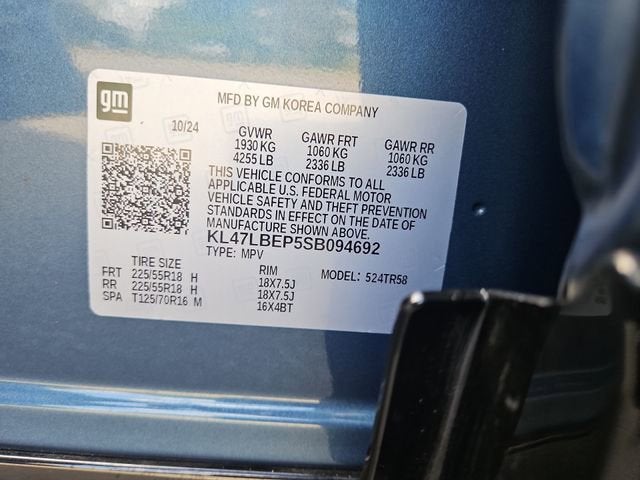 gm
MFD BY GM KOREA COMPANY
10/24
GVWR GAWR FRT GAWR RR
1930 KG 1060 KG 1060 KG
4255 LB 2336 LB 2336 LB
THIS VEHICLE CONFORMS TO ALL
APPLICABLE U.S. FEDERAL MOTOR
VEHICLE SAFETY AND THEFT PREVENTION
STANDARDS IN EFFECT ON THE DATE OF
MANUFACTURE SHOWN ABOVE.
KL47LBEP5SB094692
TYPE: MPV
TIRE SIZE RIM MODEL: 524TR58
FRT 225/55R18 H 18X7.5J
RR 225/55R18 H 18X7.5J
SPA T125/70R16 M 16X4BT